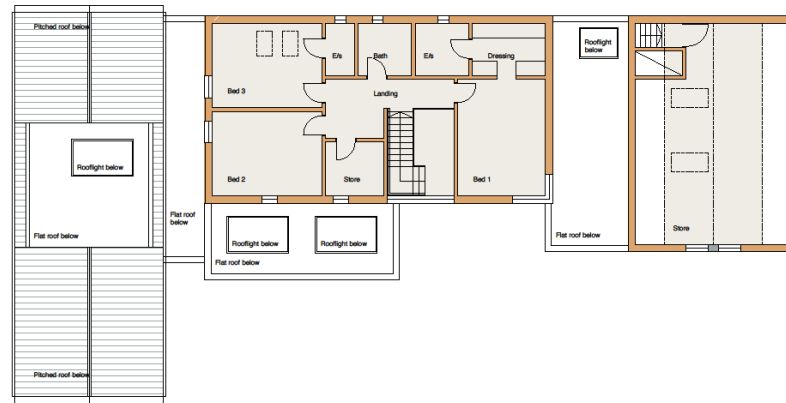 Pitched roof below
Rooflight
below
E/s
Bath
E/s
Dressing
Bed 3
Landing
Rooflight below
Bed 2
Store
Bed 1
Flat roof
below
Store
Flat roof below
Rooflight below
Rooflight below
Flat roof below
Flat roof below
Pitched roof below